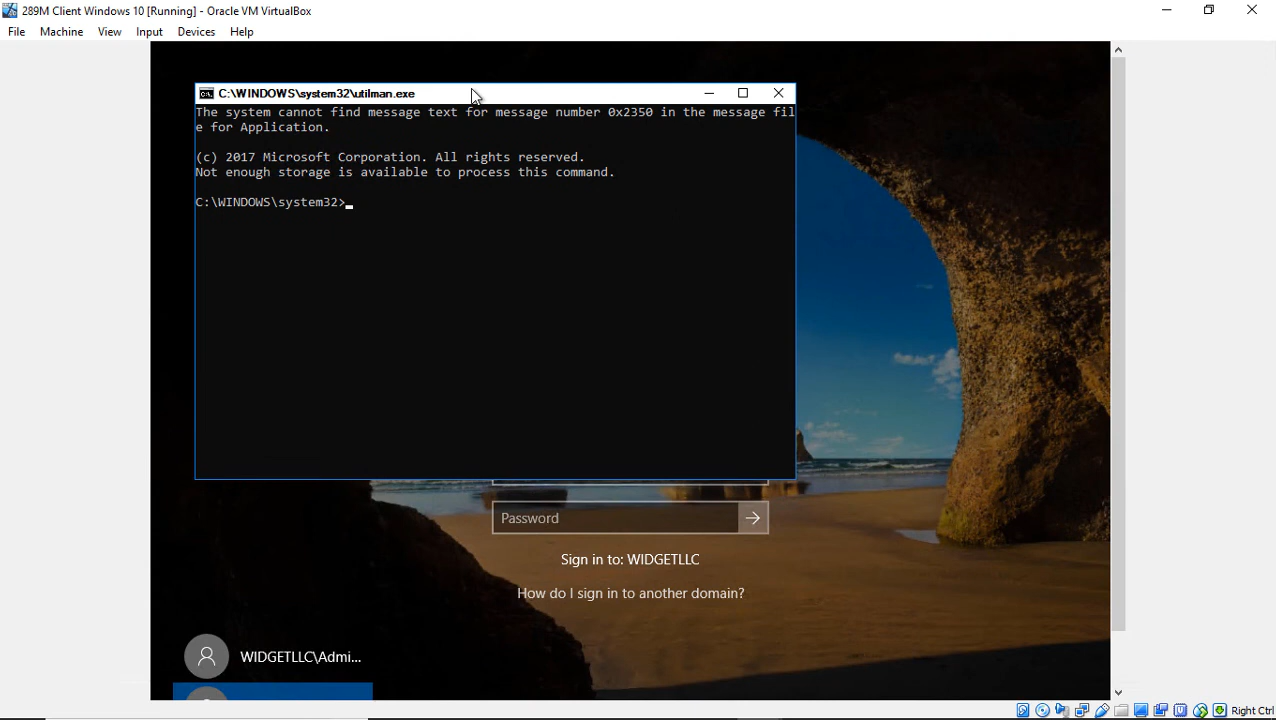 289M Client Windows 10 [Running] - Oracle VM VirtualBox
File Machine View Input Devices Help
C:\WINDOWS\system32\utilman.exe
The system cannot find message text for message number 0x2350 in the message fil
e for Application.
(c) 2017 Microsoft Corporation. All rights reserved.
Not enough storage is available to process this command.
C:\WINDOWS\system32>
Password
Sign in to: WIDGETLLC
How do I sign in to another domain?
WIDGETLLC\Admi...
Right Ctrl